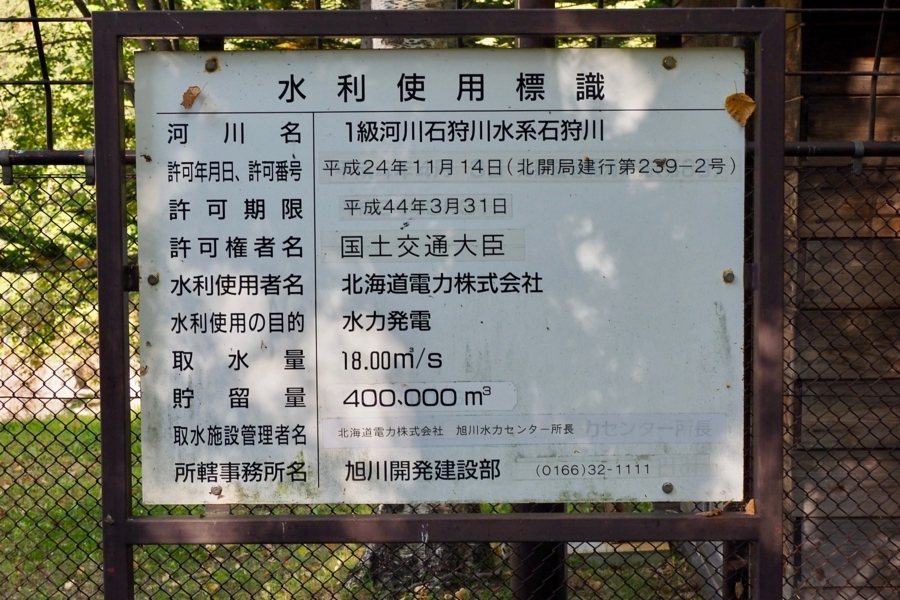 水利使用標識
河川名 1級河川石狩川水系石狩川
許可年月日、許可番号 平成24年11月14日(北開局建行第239-2号)
許可期限 平成44年3月31日
許可権者名 国土交通大臣
水利使用者名 北海道電力株式会社
水利使用の目的 水力発電
取水量 18.00㎥/s
貯留量 400,000 m³
取水施設管理者名 北海道電力株式会社 旭川水力センター所長
所轄事務所名 旭川開発建設部 (0166)32-1111